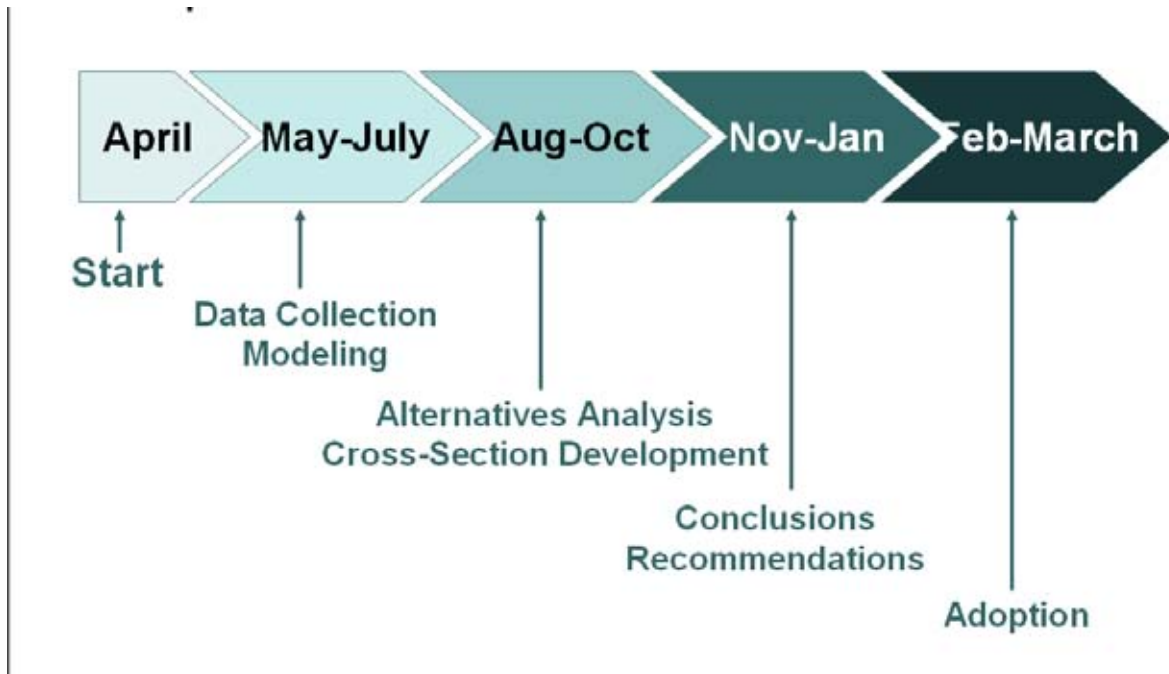 April
May-July
Aug-Oct
Nov-Jan
Feb-March
Start
Data Collection
Modeling
Alternatives Analysis
Cross-Section Development
Conclusions
Recommendations
Adoption